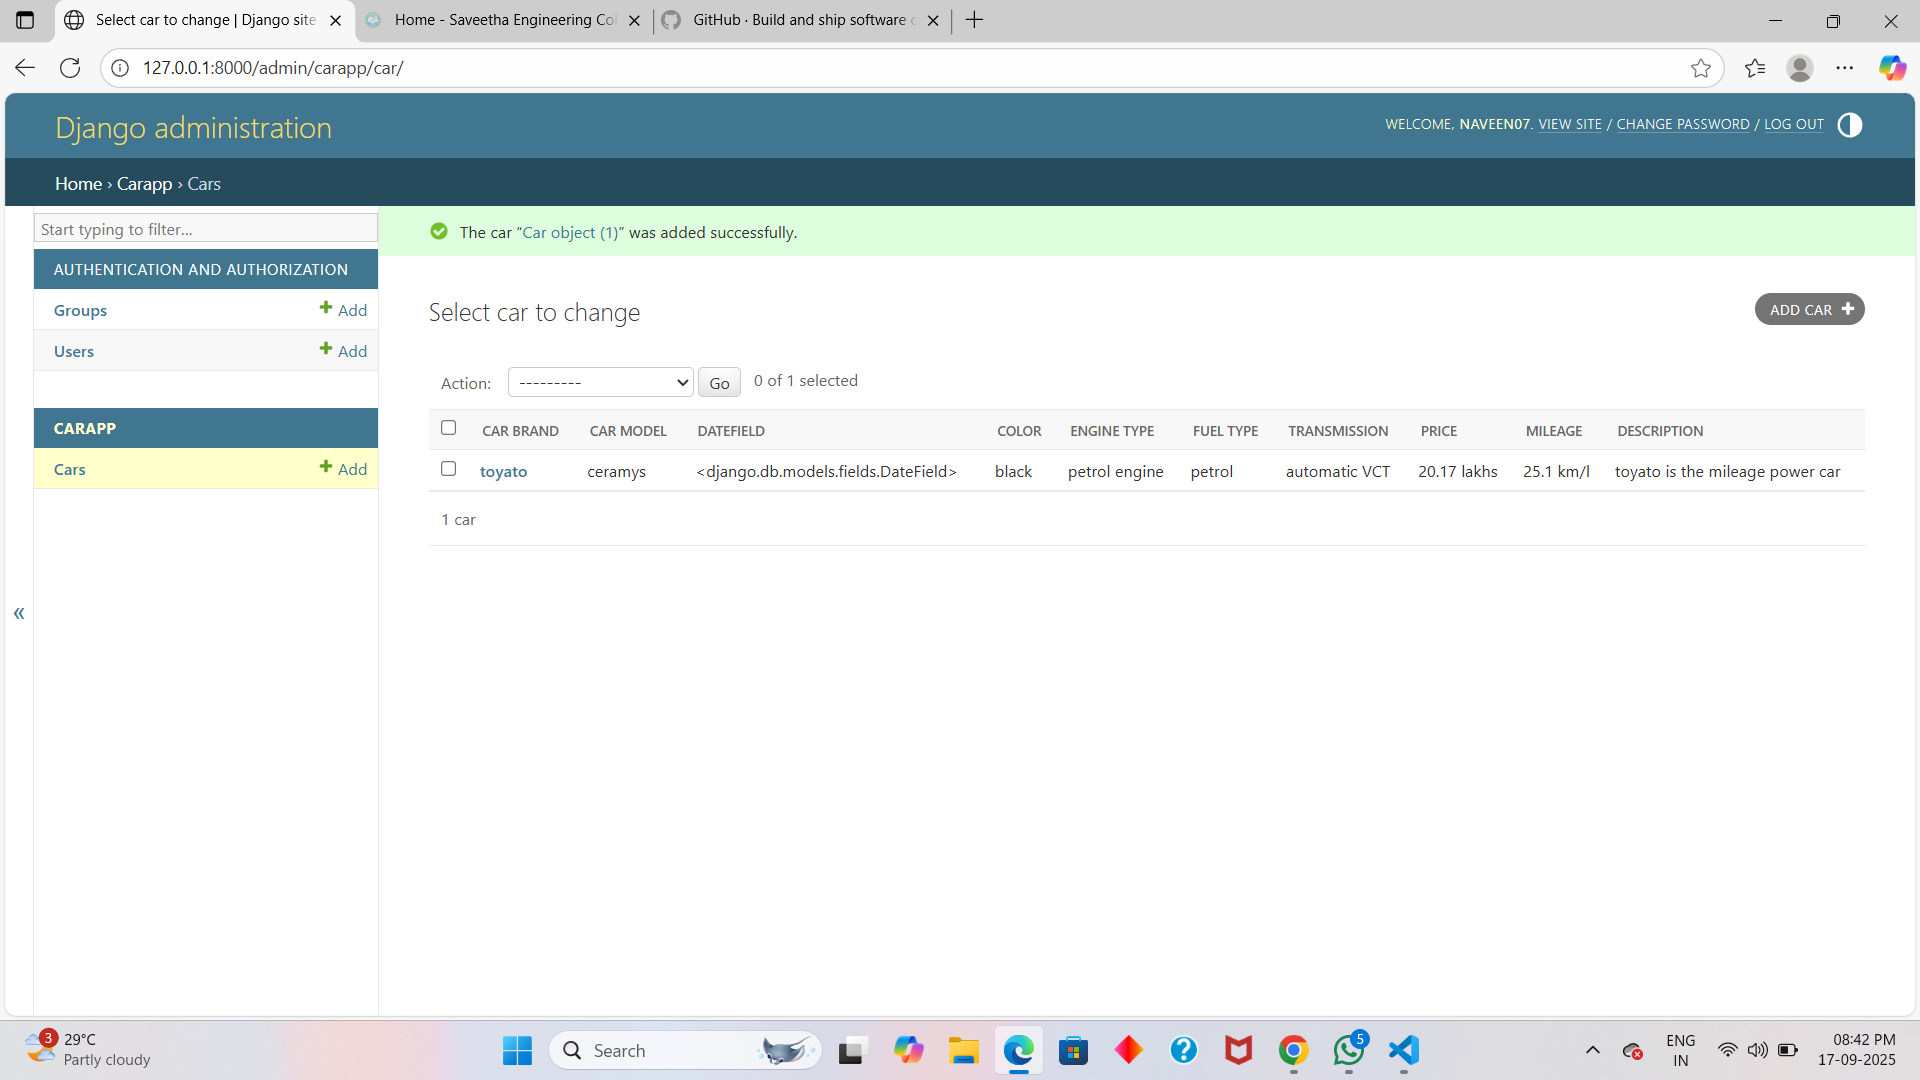 Select car to change | Django site
Home - Saveetha Engineering Col
GitHub · Build and ship software o
127.0.0.1:8000/admin/carapp/car/
Django administration
WELCOME, NAVEEN07. VIEW SITE / CHANGE PASSWORD / LOG OUT
Home › Carapp › Cars
Start typing to filter...
The car “Car object (1)” was added successfully.
AUTHENTICATION AND AUTHORIZATION
Groups Add
Users Add
CARAPP
Cars Add
Select car to change
ADD CAR
Action: --------- Go 0 of 1 selected
CAR BRAND CAR MODEL DATEFIELD COLOR ENGINE TYPE FUEL TYPE TRANSMISSION PRICE MILEAGE DESCRIPTION
toyato ceramys <django.db.models.fields.DateField> black petrol engine petrol automatic VCT 20.17 lakhs 25.1 km/l toyato is the mileage power car
1 car
«
3
29°C
Partly cloudy
Search
5
ENG
IN
08:42 PM
17-09-2025